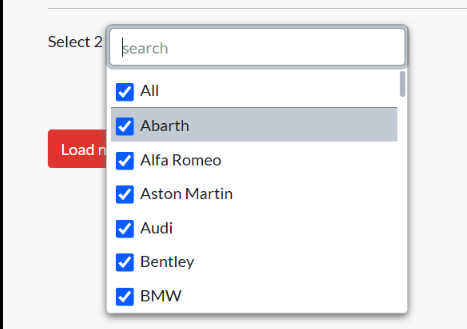 Select 2
search
All
Abarth
Load
Alfa Romeo
Aston Martin
Audi
Bentley
BMW